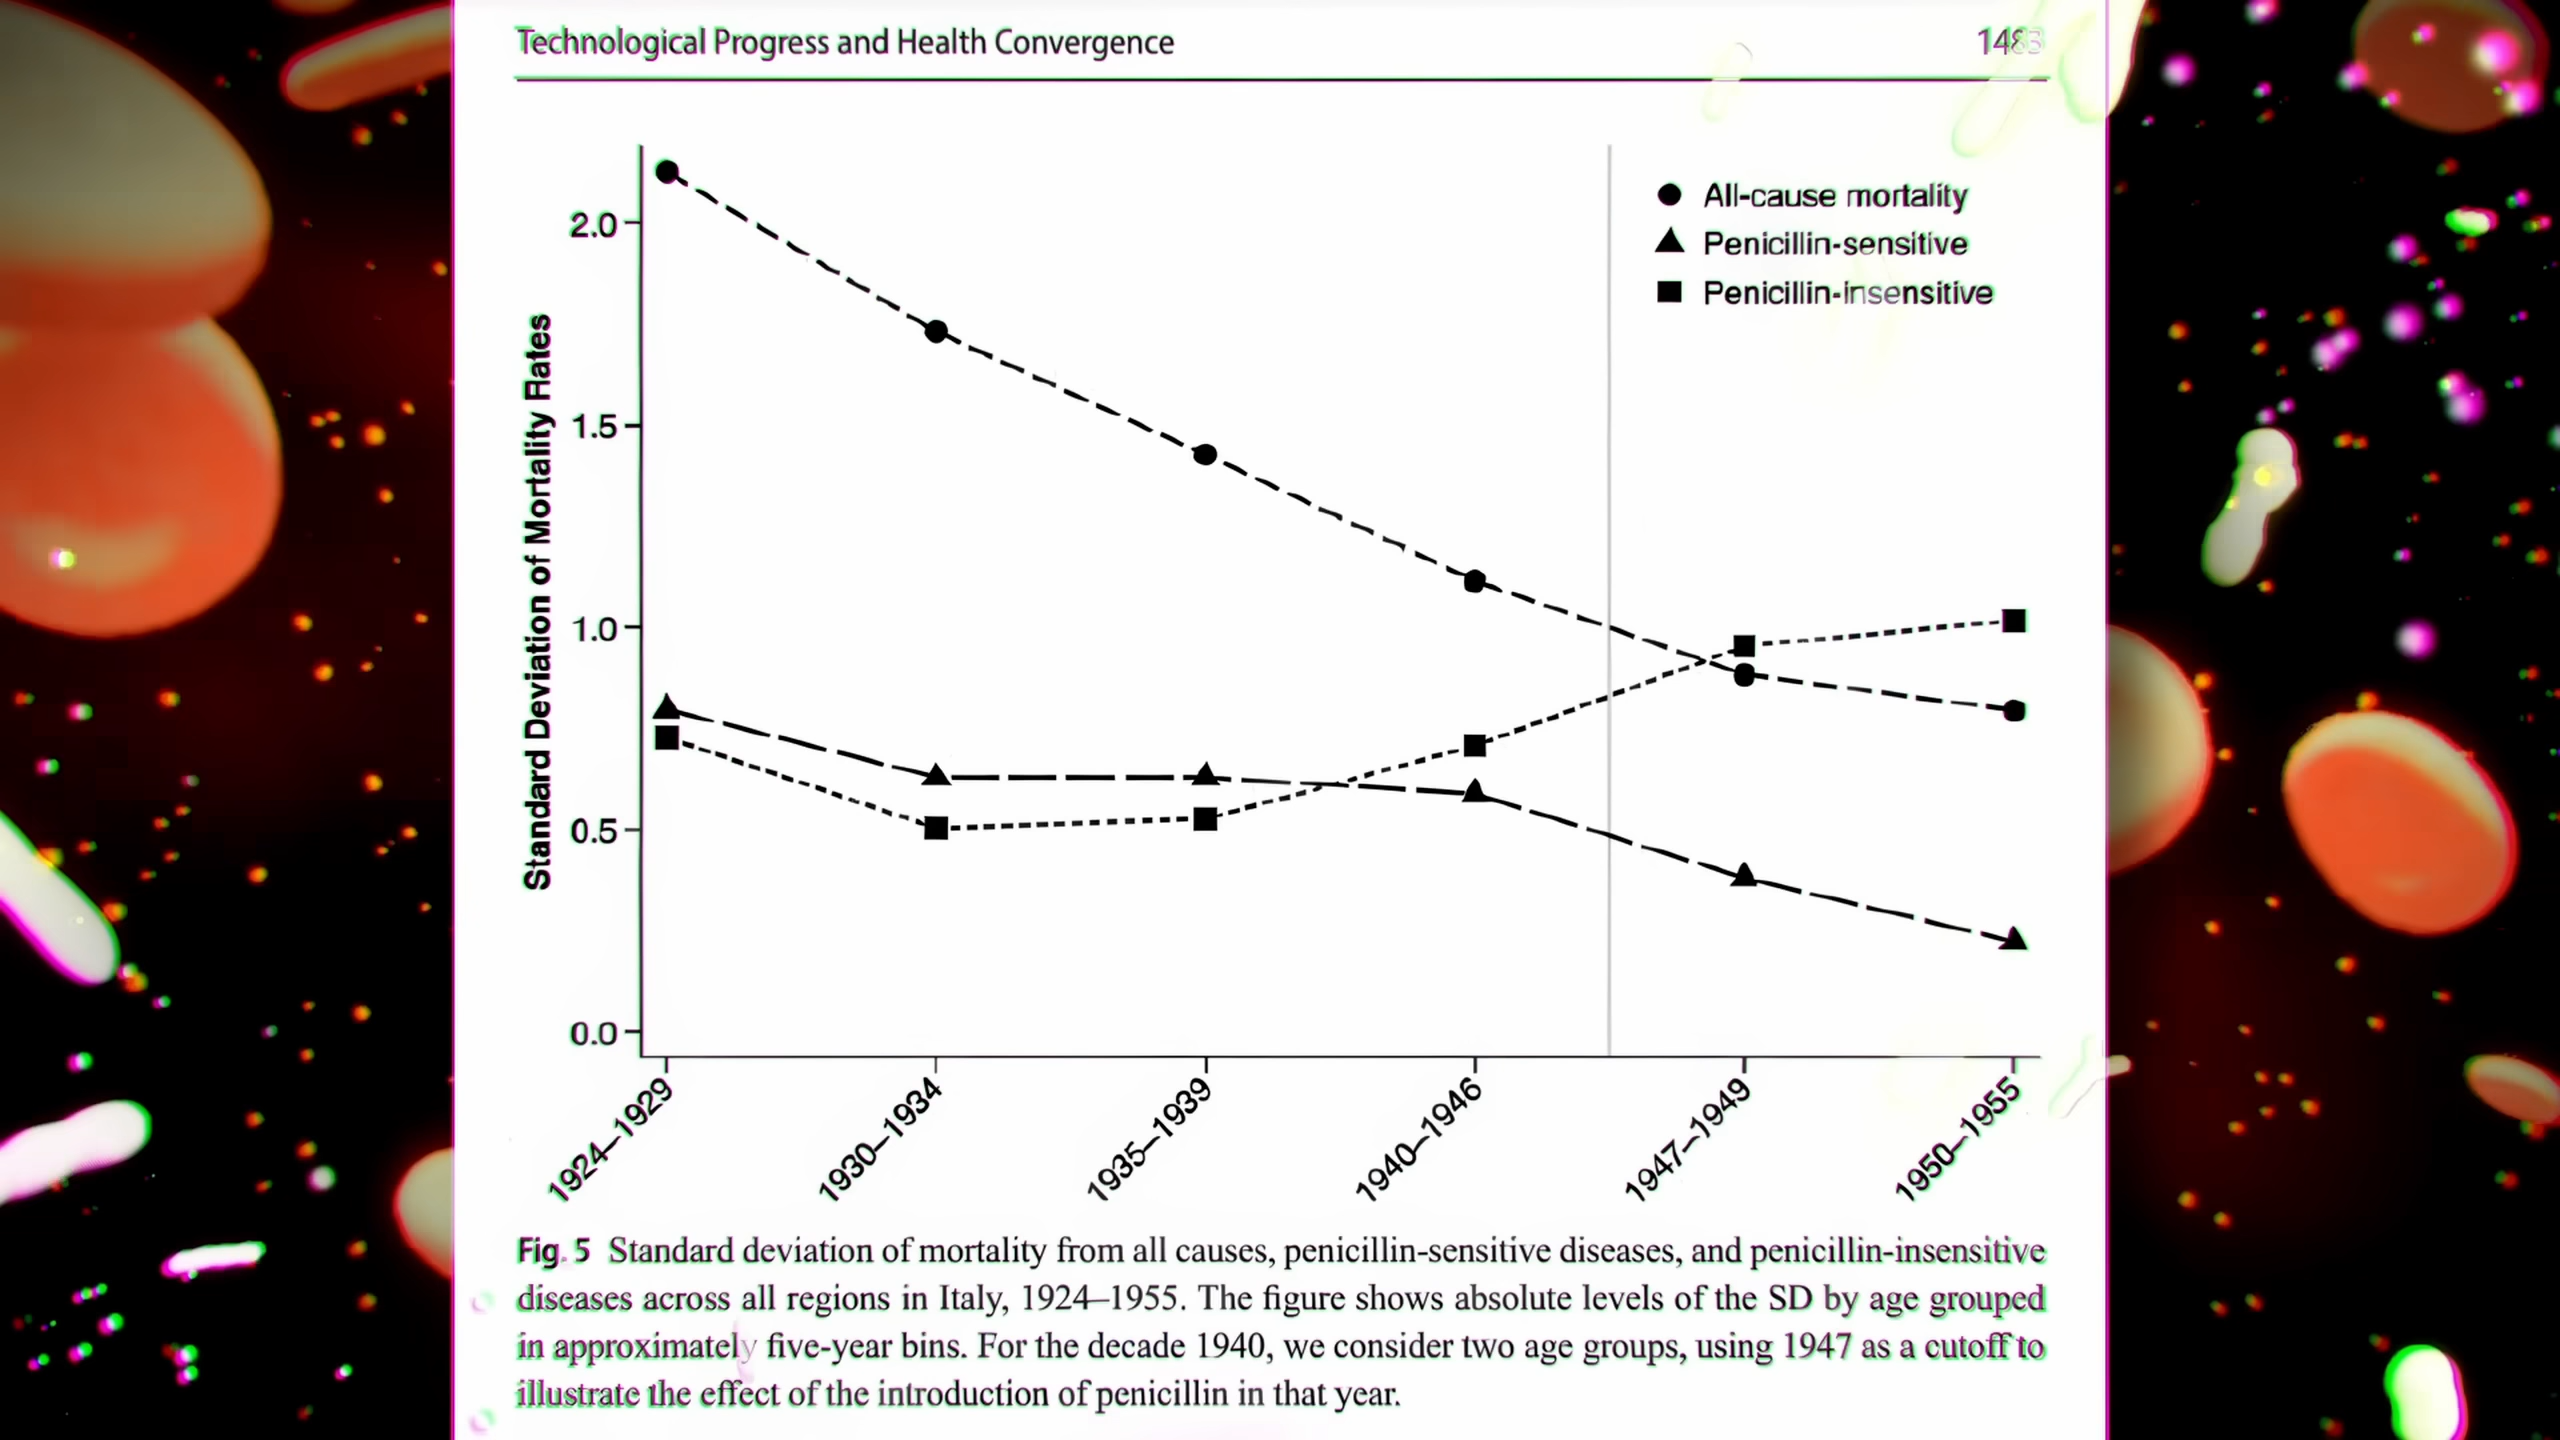 Technological Progress and Health Convergence 1483
All-cause mortality
Penicillin-sensitive
Penicillin-insensitive
Standard Deviation of Mortality Rates
2.0
1.5
1.0
0.5
0.0
1924–1929
1930–1934
1935–1939
1940–1946
1947–1949
1950–1955
Fig. 5 Standard deviation of mortality from all causes, penicillin-sensitive diseases, and penicillin-insensitive
diseases across all regions in Italy, 1924–1955. The figure shows absolute levels of the SD by age grouped
in approximately five-year bins. For the decade 1940, we consider two age groups, using 1947 as a cutoff to
illustrate the effect of the introduction of penicillin in that year.